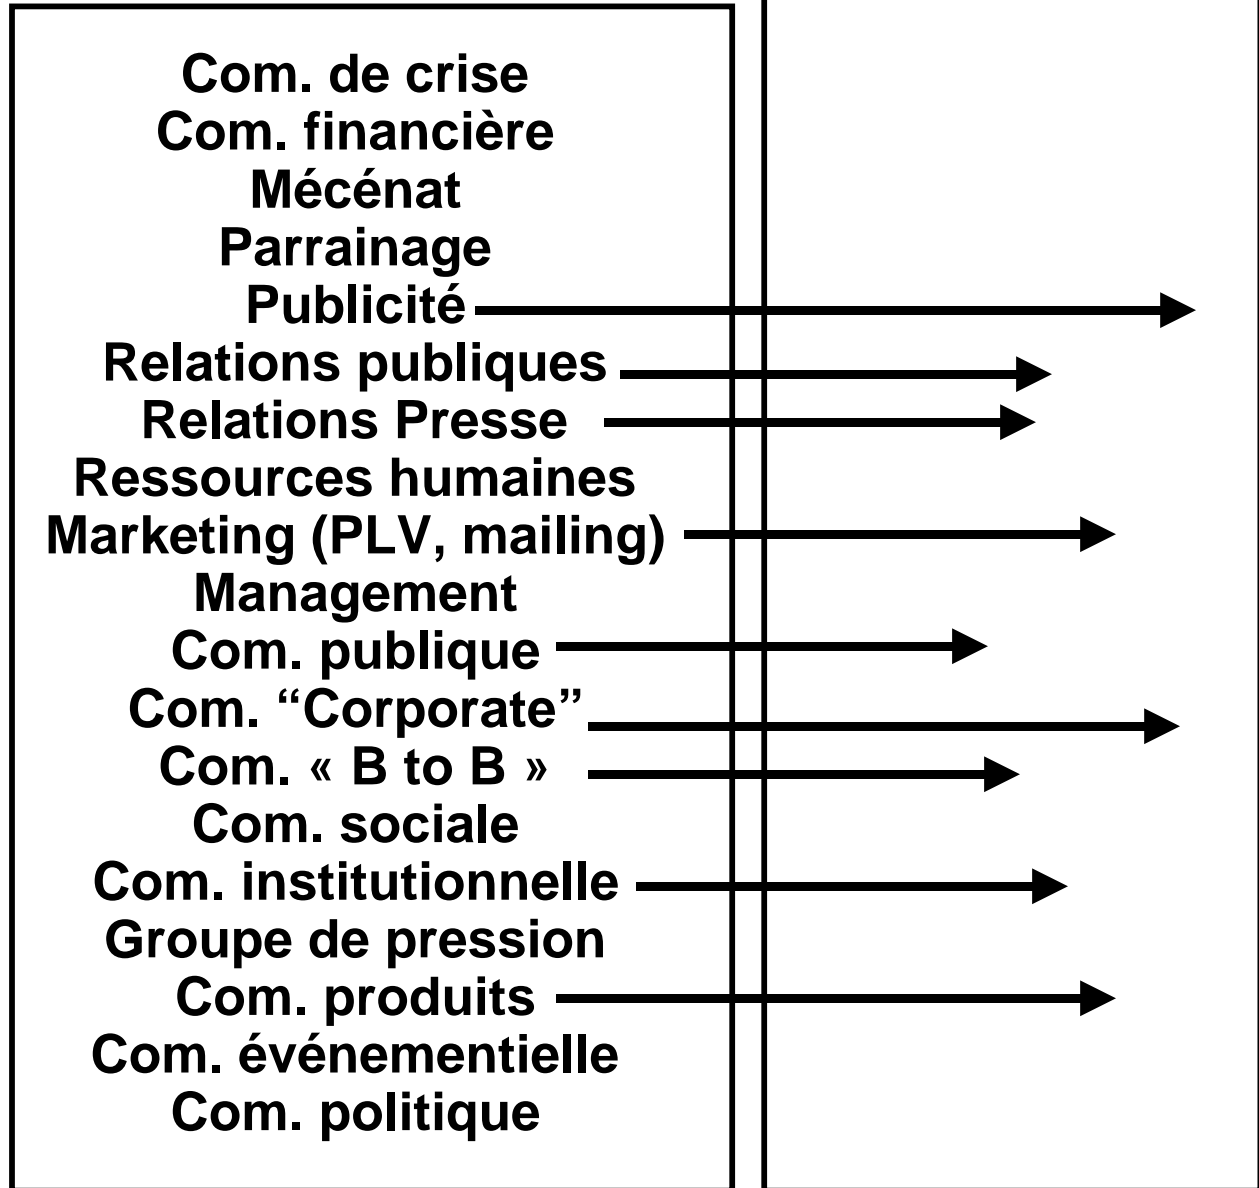 Com. de crise
Com. financière
Mécénat
Parrainage
Publicité
Relations publiques
Relations Presse
Ressources humaines
Marketing (PLV, mailing)
Management
Com. publique
Com. “Corporate”
Com. « B to B »
Com. sociale
Com. institutionnelle
Groupe de pression
Com. produits
Com. événementielle
Com. politique